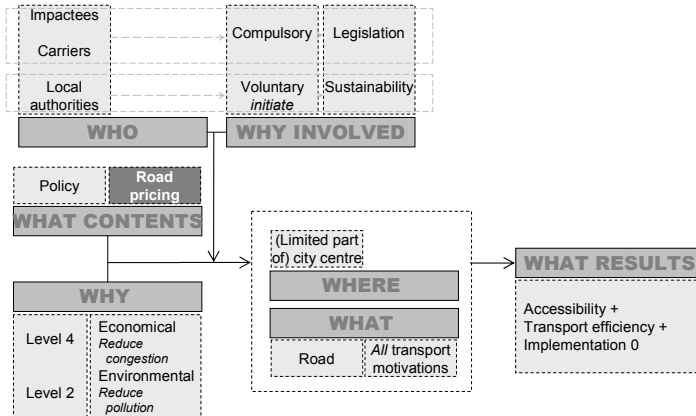 Impactees
Carriers
Compulsory
Legislation
Local
authorities
Voluntary
initiate
Sustainability
WHO
WHY INVOLVED
Policy
Road
pricing
WHAT CONTENTS
WHY
Level 4
Economical
Reduce
congestion
Level 2
Environmental
Reduce
pollution
(Limited part
of) city centre
WHERE
WHAT
Road
All transport
motivations
WHAT RESULTS
Accessibility +
Transport efficiency +
Implementation 0